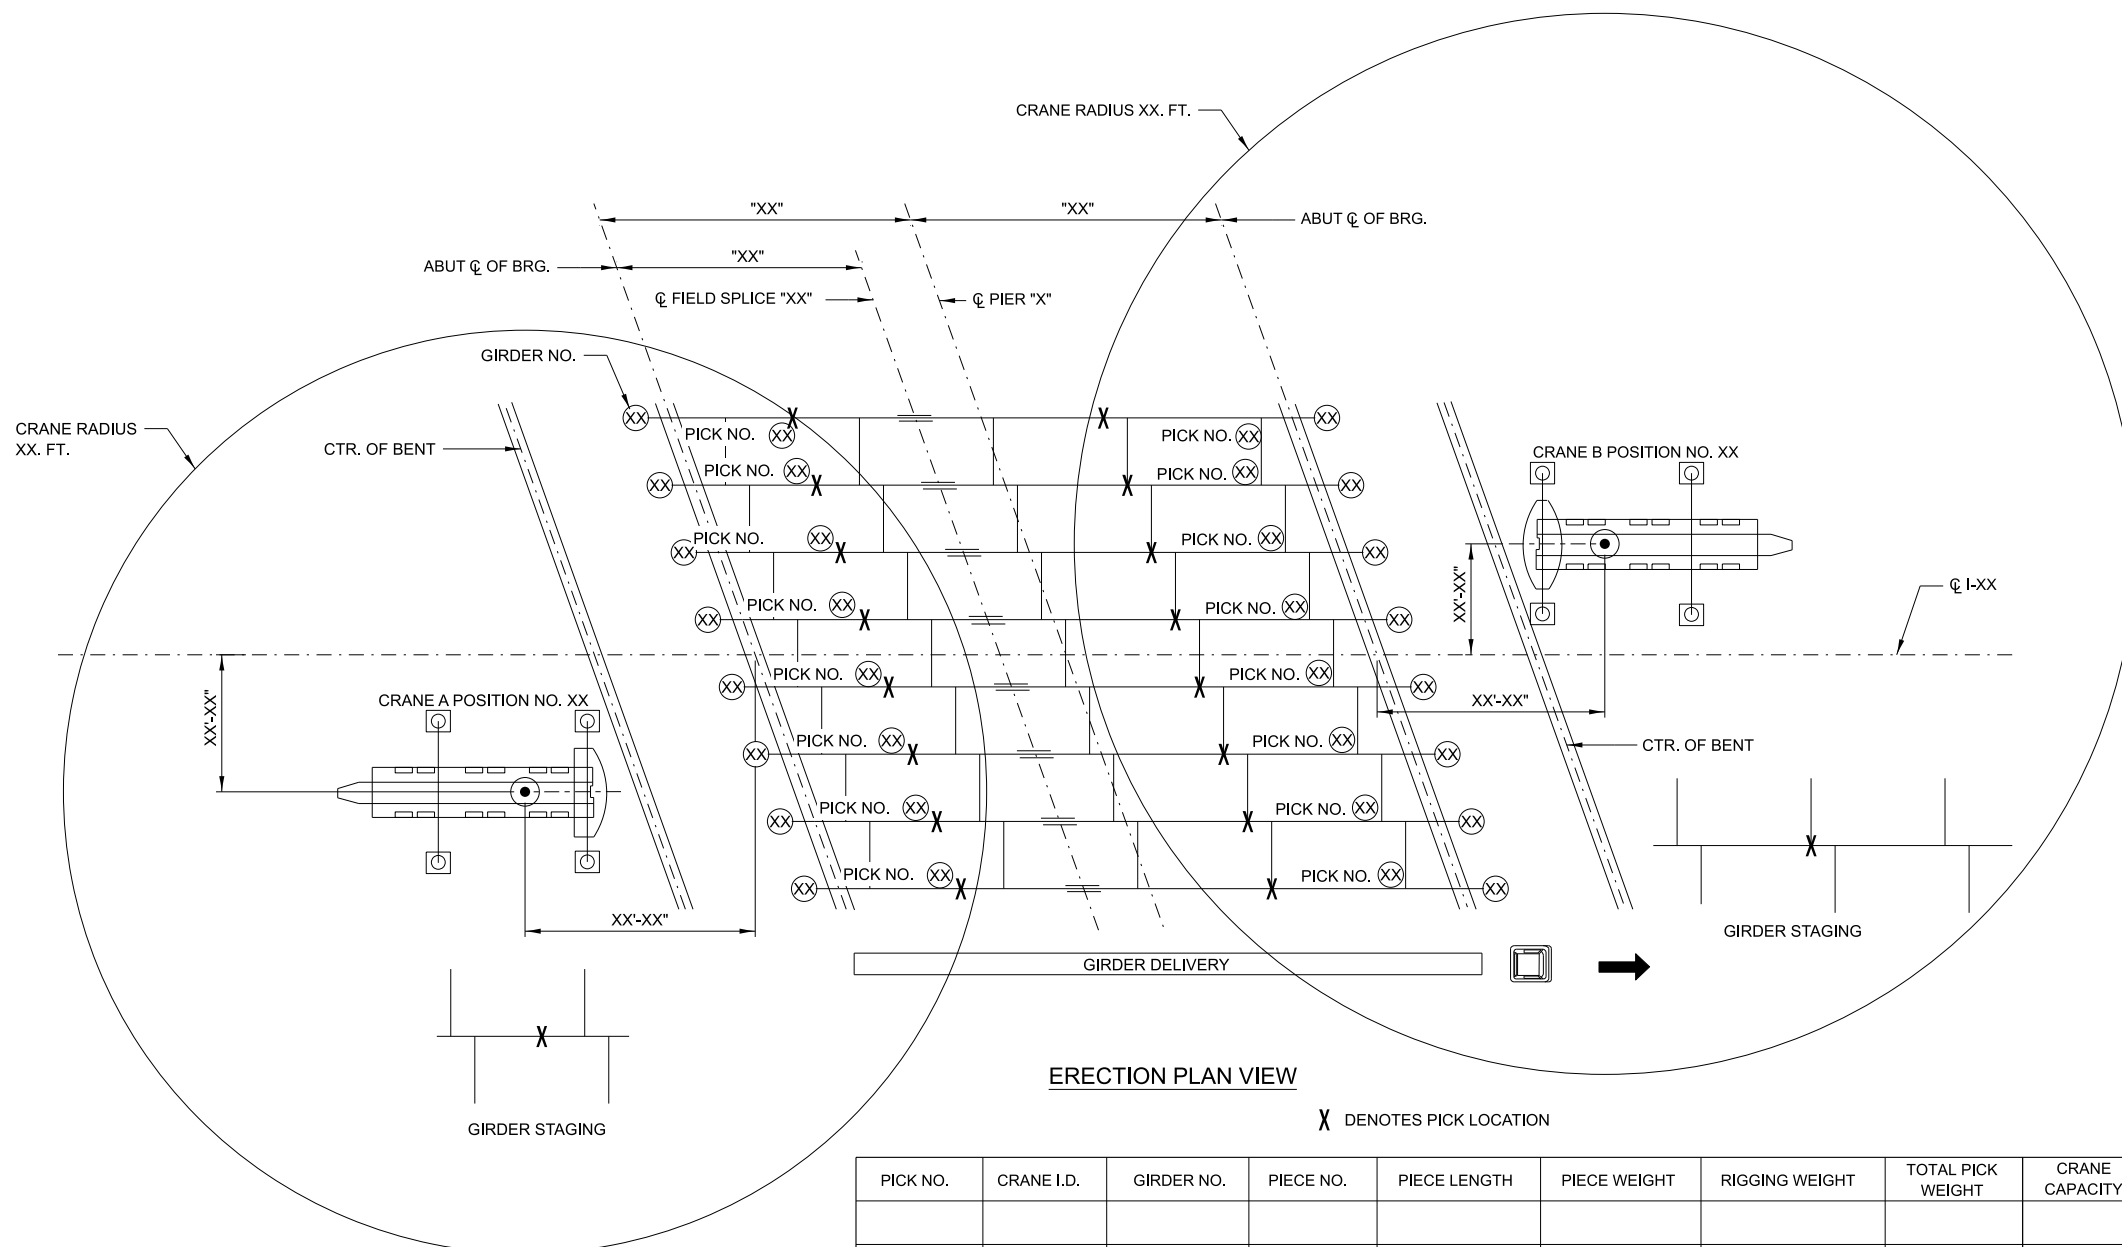 CRANE RADIUS XX. FT.
"XX"
"XX"
ABUT ℄ OF BRG.
ABUT ℄ OF BRG.
"XX"
℄ FIELD SPLICE "XX"
℄ PIER "X"
GIRDER NO.
CRANE RADIUS
XX. FT.
CTR. OF BENT
XX
XX
PICK NO. XX
PICK NO. XX
PICK NO. XX
PICK NO. XX
XX
XX
CRANE B POSITION NO. XX
PICK NO. XX
PICK NO. XX
XX
XX
XX'-XX"
℄ I-XX
PICK NO. XX
PICK NO. XX
XX
XX
PICK NO. XX
PICK NO. XX
XX
XX
XX'-XX"
CRANE A POSITION NO. XX
XX'-XX"
PICK NO. XX
PICK NO. XX
XX
XX
CTR. OF BENT
PICK NO. XX
PICK NO. XX
XX
XX
PICK NO. XX
PICK NO. XX
XX
XX
XX'-XX"
GIRDER STAGING
GIRDER DELIVERY
GIRDER STAGING
ERECTION PLAN VIEW
X DENOTES PICK LOCATION
PICK NO.
CRANE I.D.
GIRDER NO.
PIECE NO.
PIECE LENGTH
PIECE WEIGHT
RIGGING WEIGHT
TOTAL PICK
WEIGHT
CRANE
CAPACITY